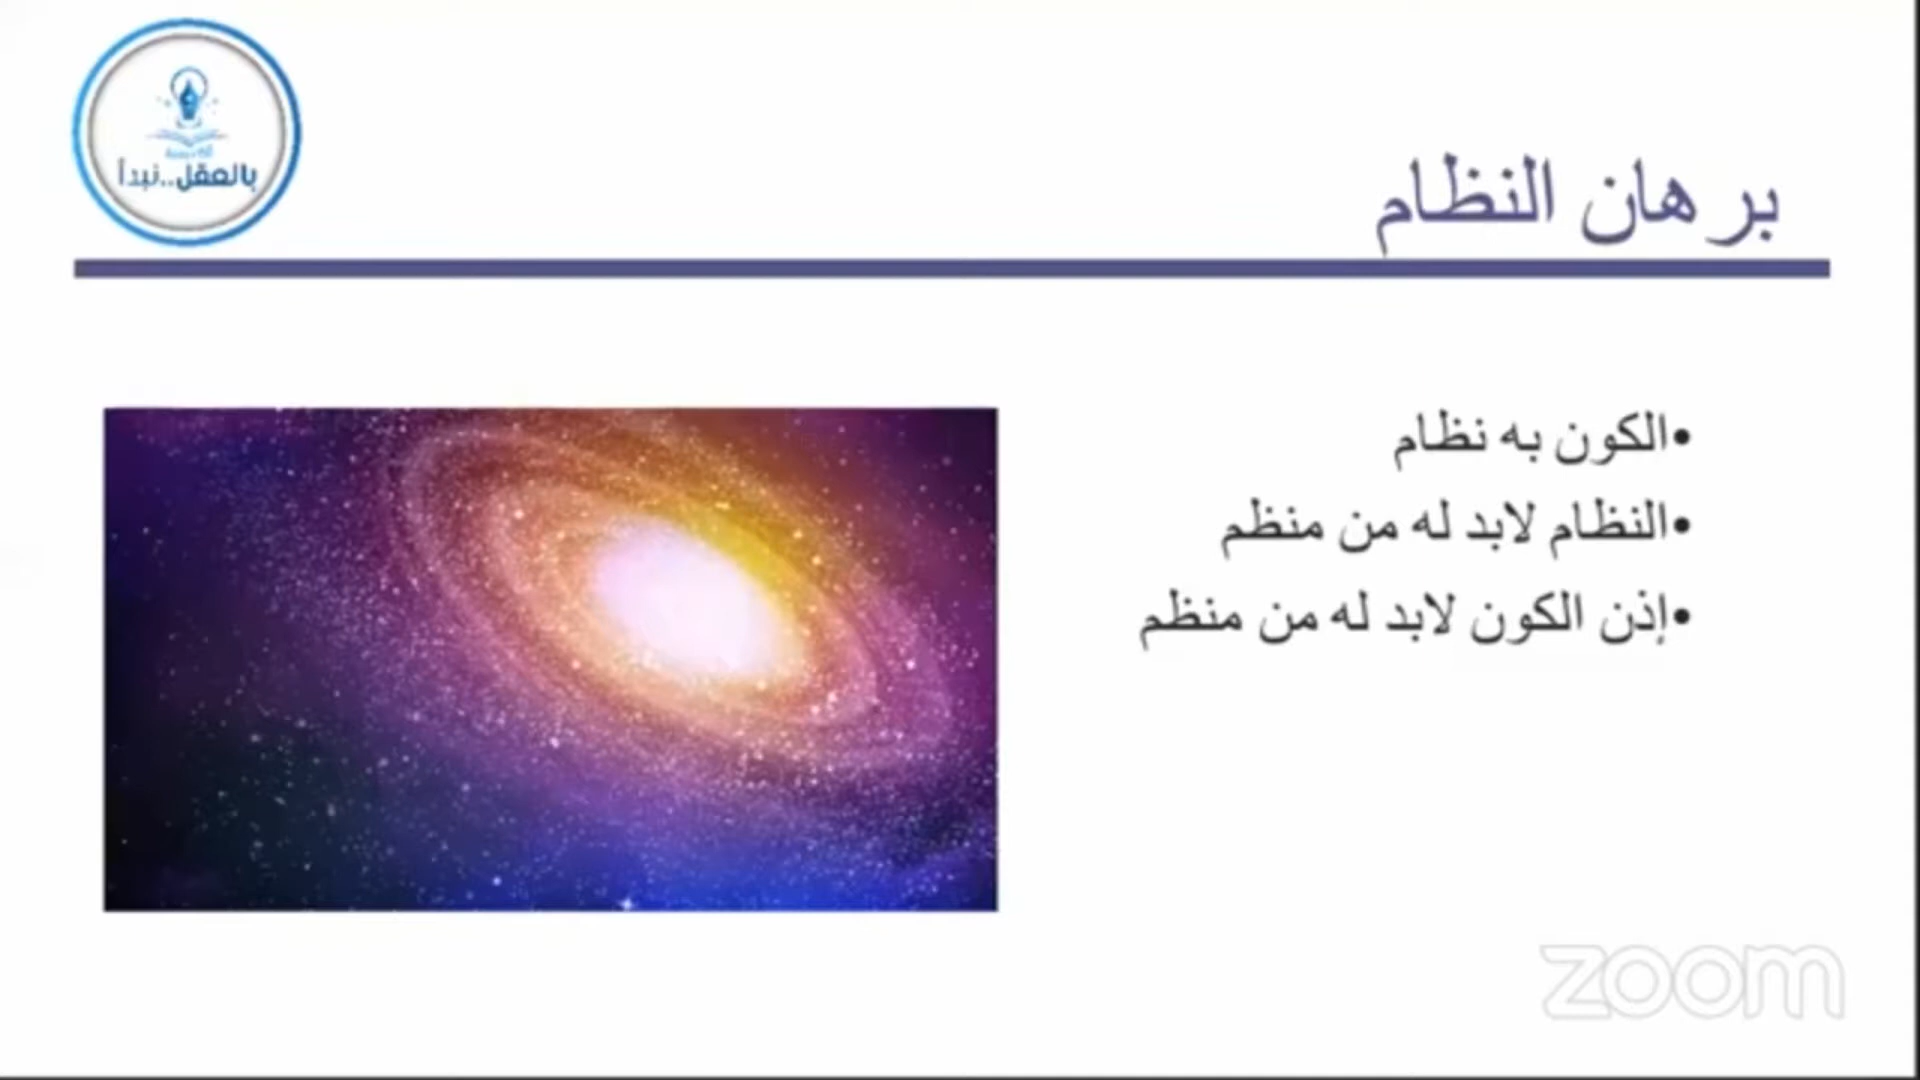 بالعقل..نبدأ
برهان النظام
•الكون به نظام
•النظام لابد له من منظم
•إذن الكون لابد له من منظم
zoom